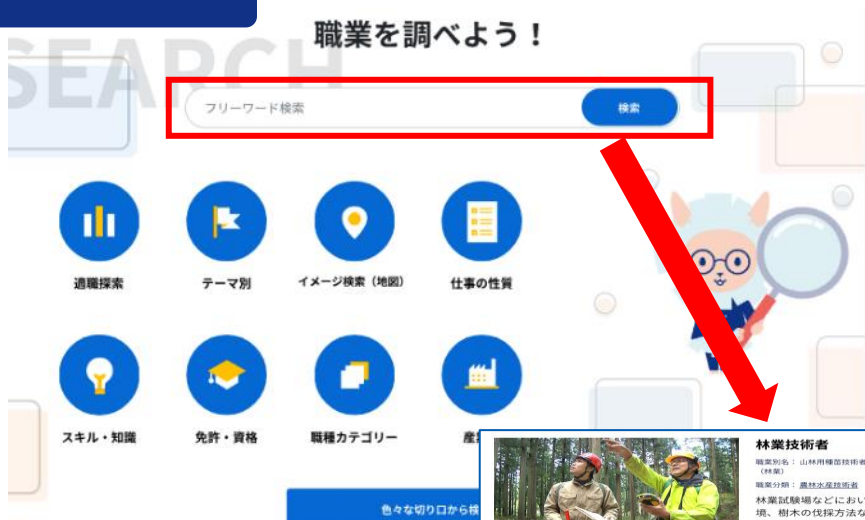 職業を調べよう！
SEARCH
フリーワード検索
検索
適職探索
テーマ別
イメージ検索（地図）
仕事の性質
スキル・知識
免許・資格
職種カテゴリー
産
色々な切り口から検
林業技術者
職業別名： 山林用種苗技術者
（林業）
職業分類： 農林水産技術者
林業試験場などにおい
境、樹木の伐採方法な